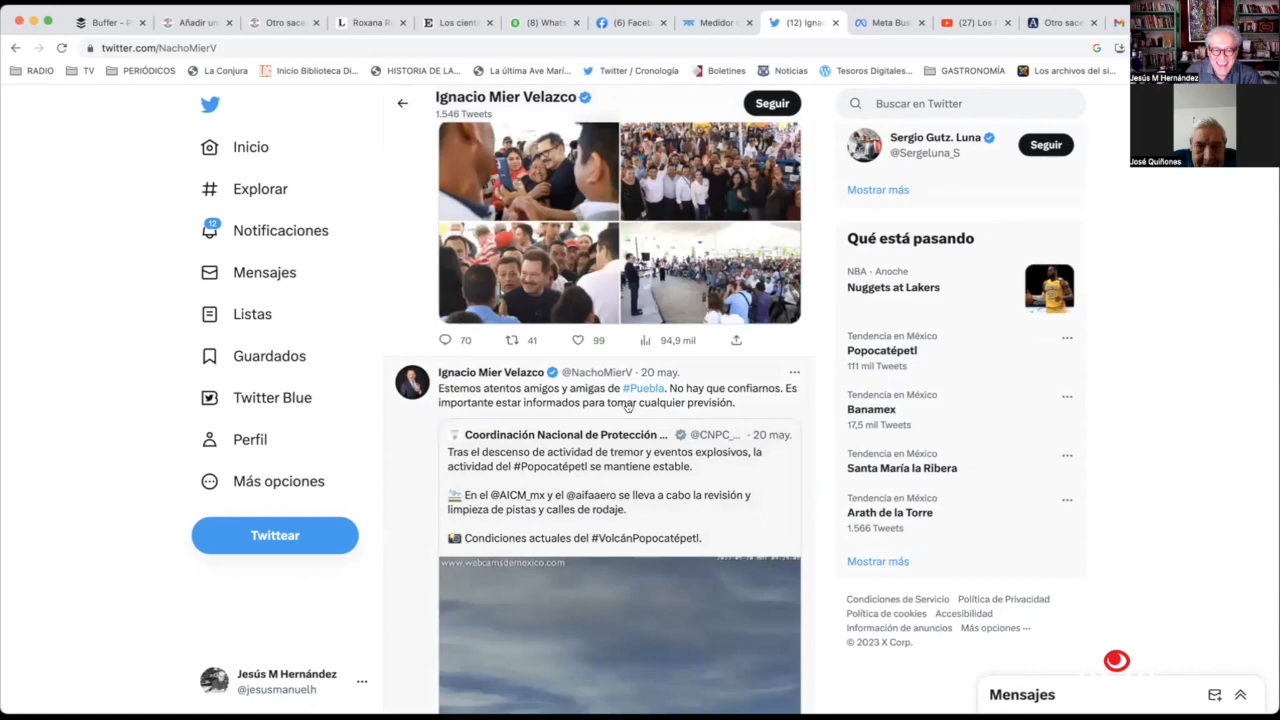 Buffer - P
Añadir un
Otro sace
Roxana R
Los cient
(8) Whats
(6) Faceb
Medidor
(12) Igna
Meta Bus
(27) Los
Otro sace
twitter.com/NachoMierV
RADIO
TV
PERIÓDICOS
La Conjura
Inicio Biblioteca Di...
HISTORIA DE LA...
La última Ave Marí...
Twitter / Cronología
Boletines
Noticias
Tesoros Digitales...
GASTRONOMÍA
Los archivos del si...
Jesús M Hernández
José Quiñones
Inicio
Explorar
12
Notificaciones
Mensajes
Listas
Guardados
Twitter Blue
Perfil
Más opciones
Twittear
Jesús M Hernández
@jesusmanuelh
Ignacio Mier Velazco
1.546 Tweets
Seguir
70
41
99
94,9 mil
Ignacio Mier Velazco @NachoMierV · 20 may.
Estemos atentos amigos y amigas de #Puebla. No hay que confiarnos. Es
importante estar informados para tomar cualquier previsión.
Coordinación Nacional de Protección ... @CNPC_... · 20 may.
Tras el descenso de actividad de tremor y eventos explosivos, la
actividad del #Popocatépetl se mantiene estable.
En el @AICM_mx y el @aifaaero se lleva a cabo la revisión y
limpieza de pistas y calles de rodaje.
Condiciones actuales del #VolcánPopocatépetl.
www.webcamsdemexico.com
Buscar en Twitter
Sergio Gutz. Luna
@Sergeluna_S
Seguir
Mostrar más
Qué está pasando
NBA · Anoche
Nuggets at Lakers
Tendencia en México
Popocatépetl
111 mil Tweets
Tendencia en México
Banamex
17,5 mil Tweets
Tendencia en México
Santa María la Ribera
Tendencia en México
Arath de la Torre
1.566 Tweets
Mostrar más
Condiciones de Servicio Política de Privacidad
Política de cookies Accesibilidad
Información de anuncios Más opciones ···
© 2023 X Corp.
Mensajes